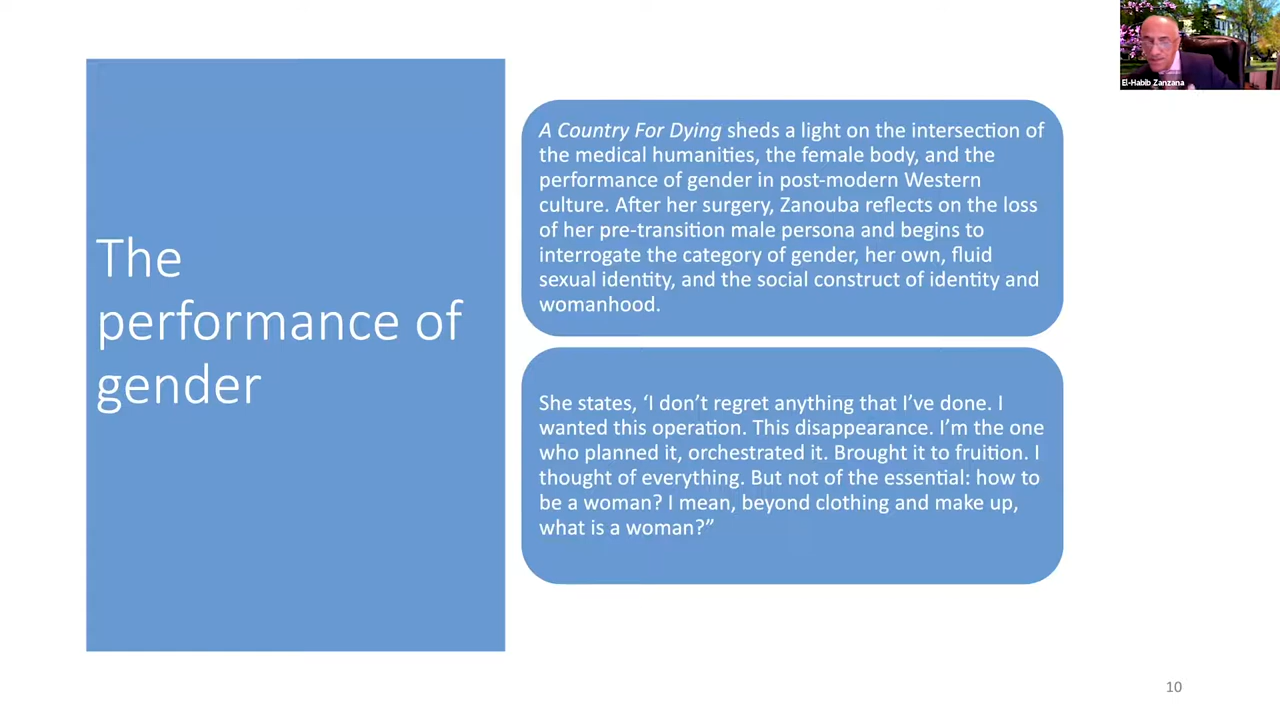 El-Habib Zanzana
The
performance of
gender
A Country For Dying sheds a light on the intersection of
the medical humanities, the female body, and the
performance of gender in post-modern Western
culture. After her surgery, Zanouba reflects on the loss
of her pre-transition male persona and begins to
interrogate the category of gender, her own, fluid
sexual identity, and the social construct of identity and
womanhood.
She states, ‘I don’t regret anything that I’ve done. I
wanted this operation. This disappearance. I’m the one
who planned it, orchestrated it. Brought it to fruition. I
thought of everything. But not of the essential: how to
be a woman? I mean, beyond clothing and make up,
what is a woman?”
10